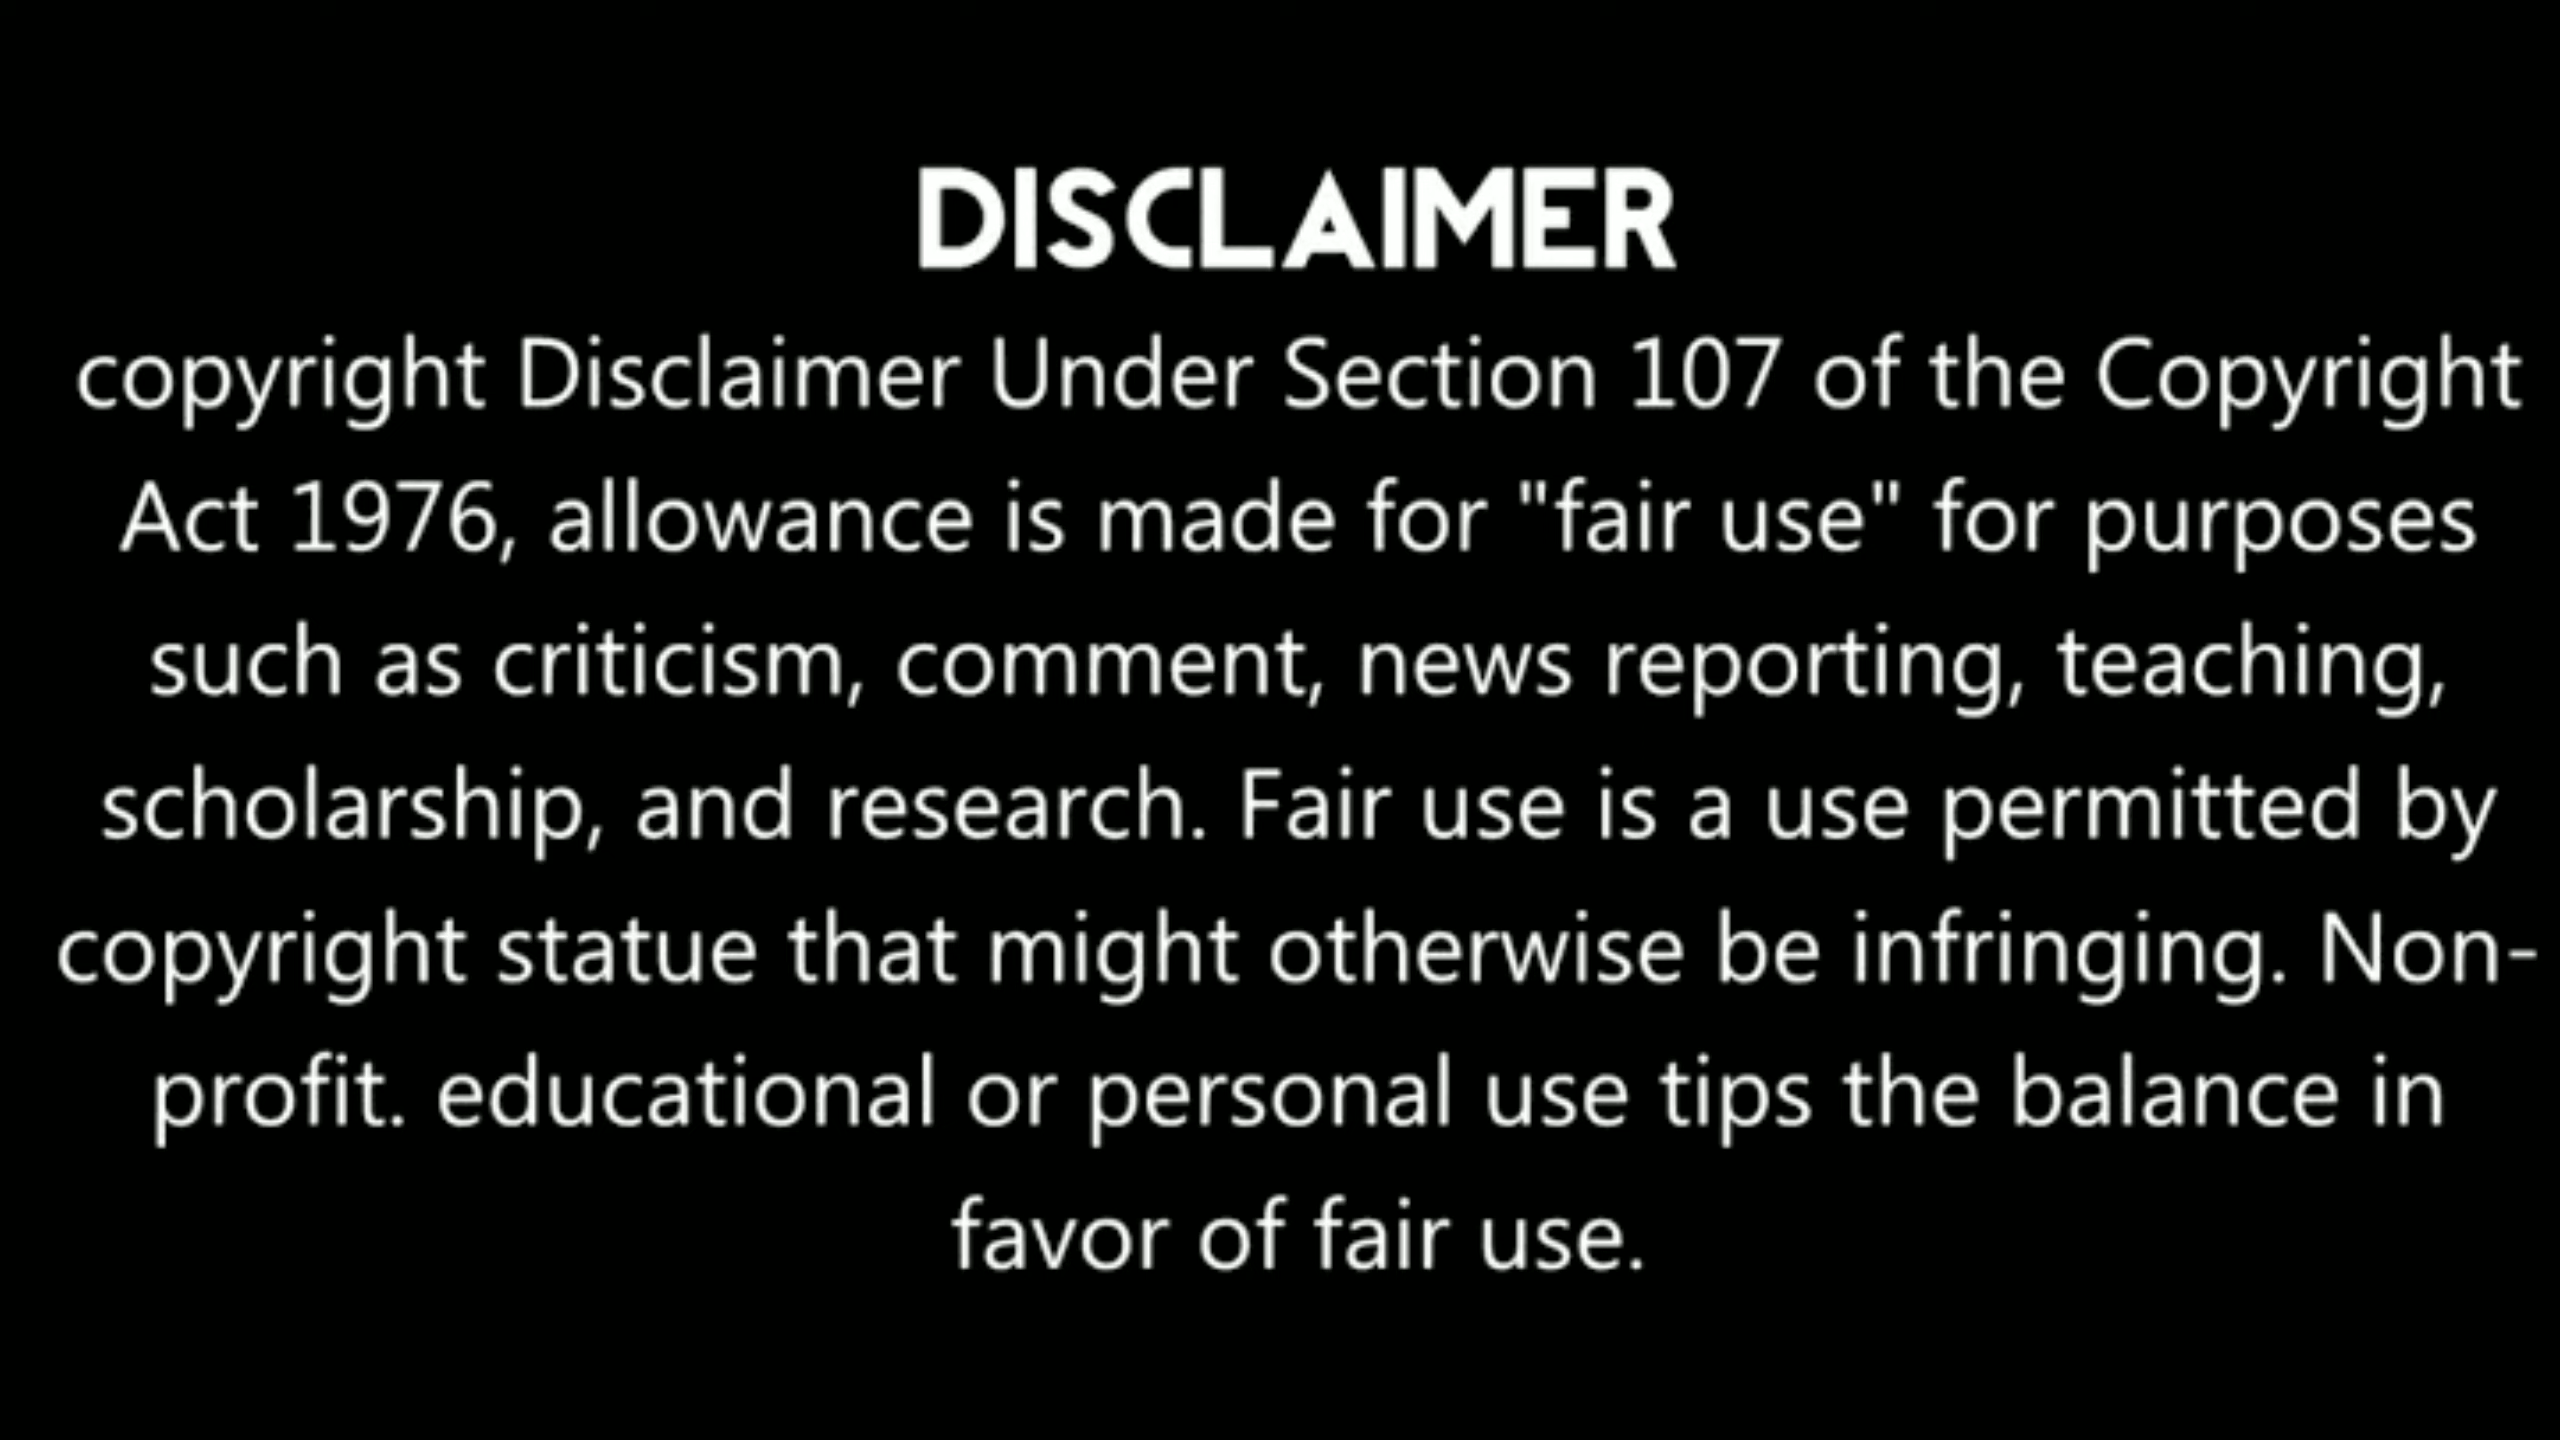 DISCLAIMER
copyright Disclaimer Under Section 107 of the Copyright
Act 1976, allowance is made for "fair use" for purposes
such as criticism, comment, news reporting, teaching,
scholarship, and research. Fair use is a use permitted by
copyright statue that might otherwise be infringing. Non-
profit. educational or personal use tips the balance in
favor of fair use.